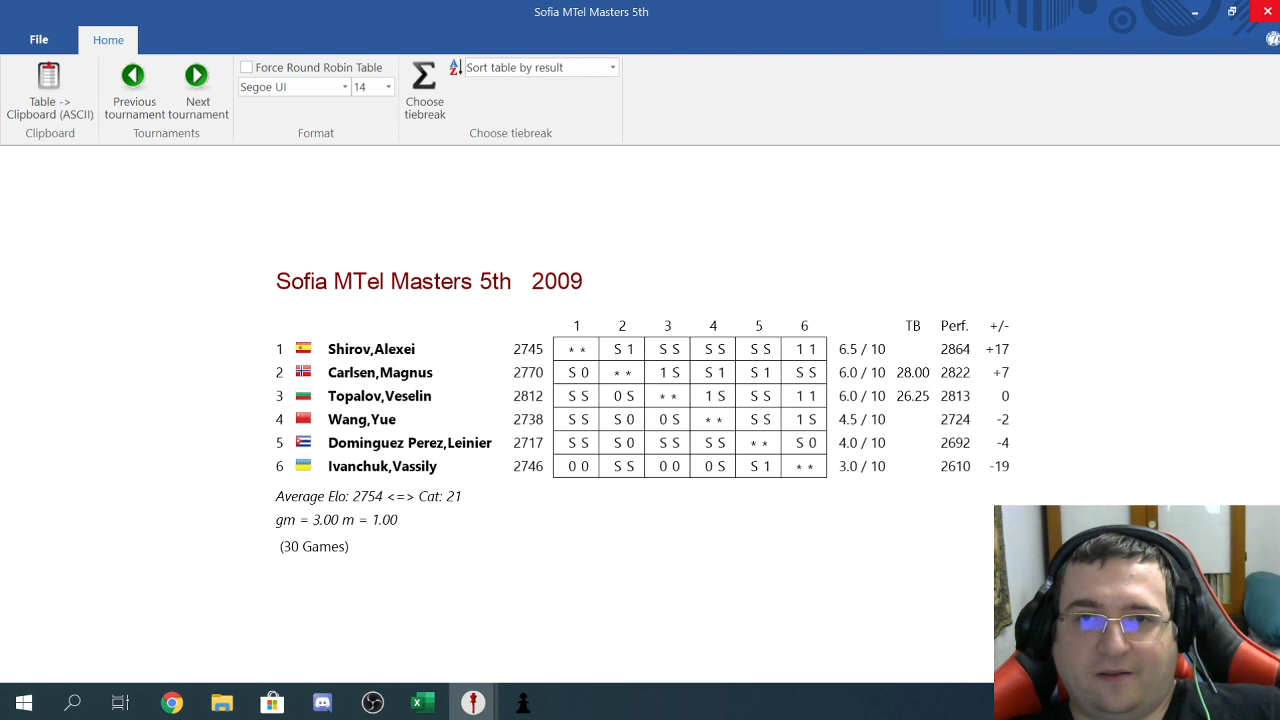 Sofia MTel Masters 5th
File Home
Table -> Clipboard (ASCII)
Previous tournament
Next tournament
Force Round Robin Table
Segoe UI 14
Choose tiebreak
Sort table by result
Clipboard Tournaments Format Choose tiebreak
Sofia MTel Masters 5th 2009
1 2 3 4 5 6 TB Perf. +/-
1 Shirov,Alexei 2745 * * S 1 S S S S S S 1 1 6.5 / 10 2864 +17
2 Carlsen,Magnus 2770 S 0 * * 1 S S 1 S 1 S S 6.0 / 10 28.00 2822 +7
3 Topalov,Veselin 2812 S S 0 S * * 1 S S S 1 1 6.0 / 10 26.25 2813 0
4 Wang,Yue 2738 S S S 0 0 S * * S S 1 S 4.5 / 10 2724 -2
5 Dominguez Perez,Leinier 2717 S S S 0 S S S S * * S 0 4.0 / 10 2692 -4
6 Ivanchuk,Vassily 2746 0 0 S S 0 0 0 S S 1 * * 3.0 / 10 2610 -19
Average Elo: 2754 <=> Cat: 21
gm = 3.00 m = 1.00
(30 Games)